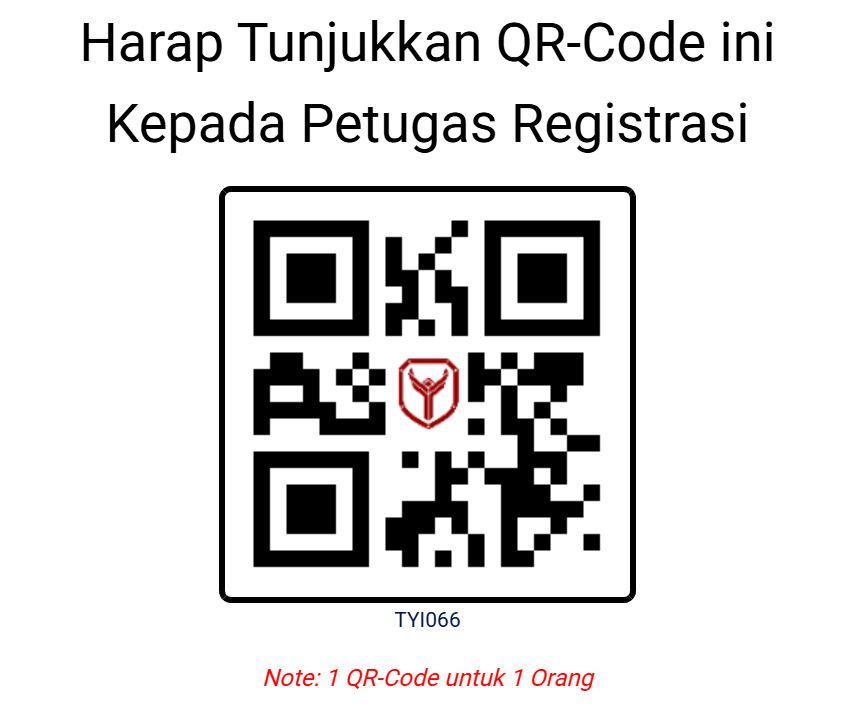 Harap Tunjukkan QR-Code ini
Kepada Petugas Registrasi
TYI066
Note: 1 QR-Code untuk 1 Orang